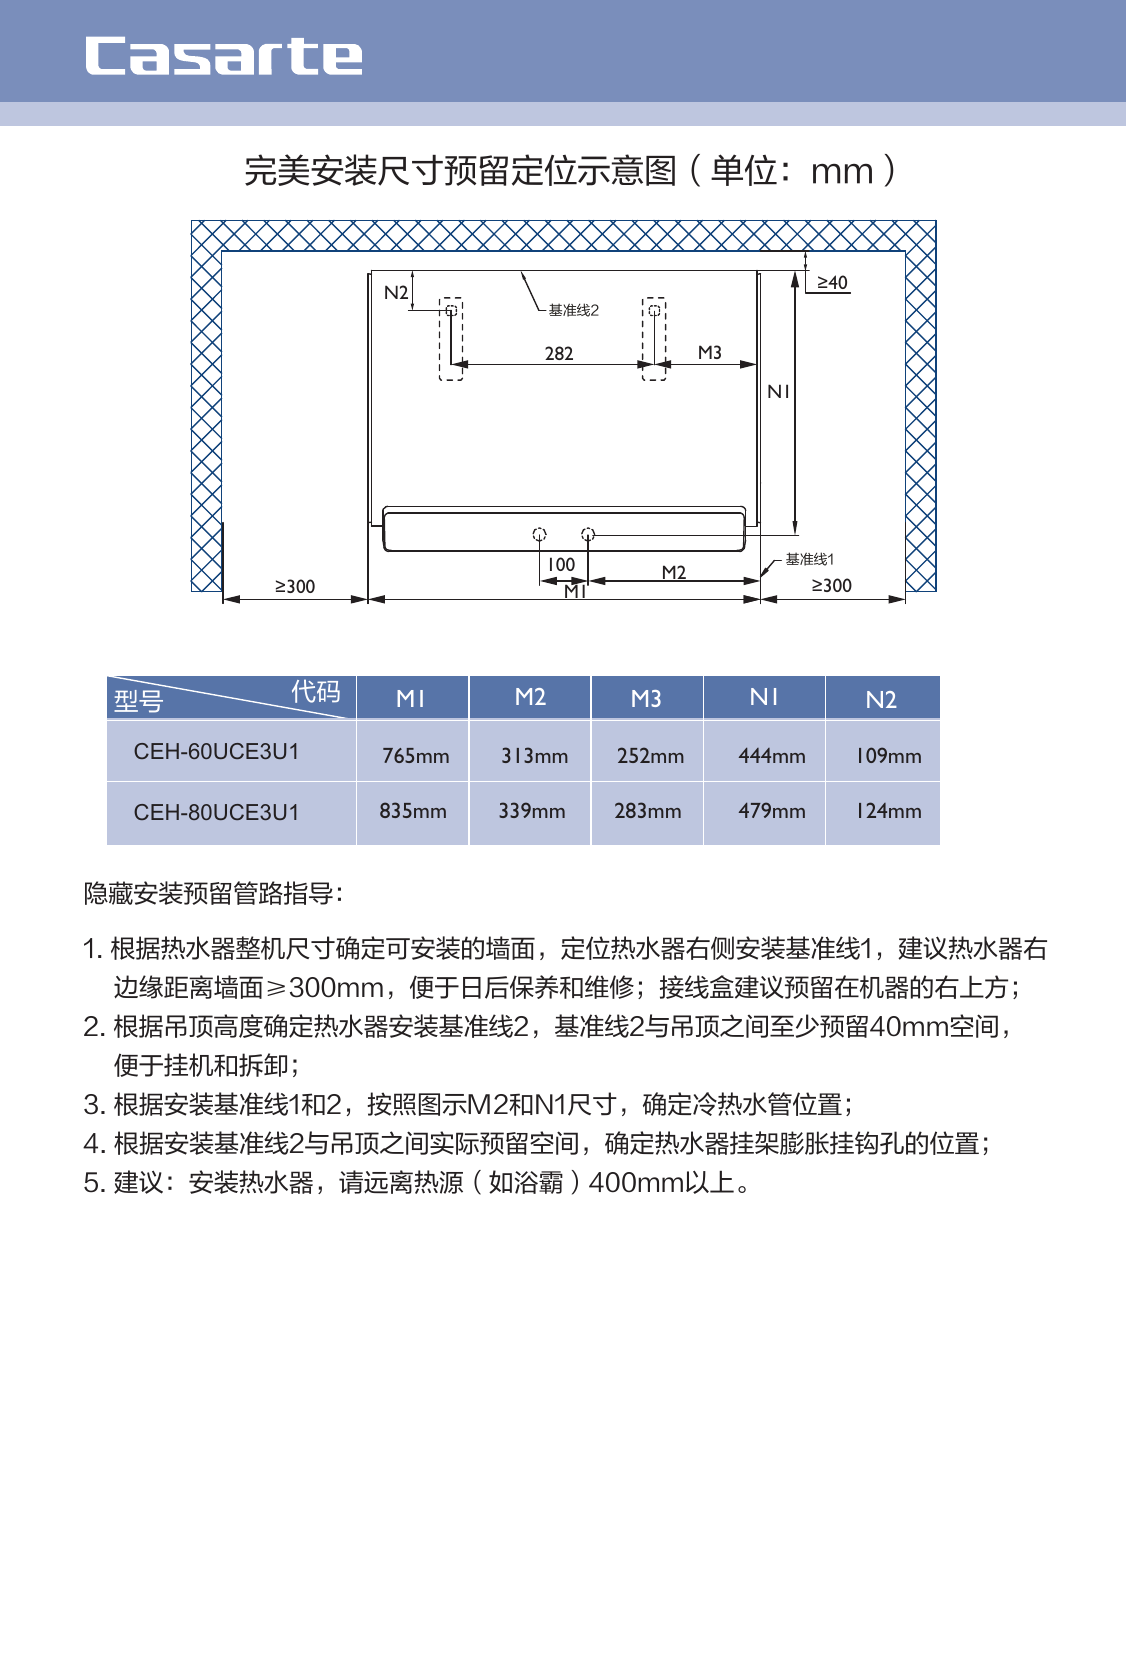 Casarte
完美安装尺寸预留定位示意图（单位：mm）
≥40
N2
基准线2
282
M3
N1
基准线1
100
M2
≥300
M1
≥300
型号 代码 M1 M2 M3 N1 N2
CEH-60UCE3U1 765mm 313mm 252mm 444mm 109mm
CEH-80UCE3U1 835mm 339mm 283mm 479mm 124mm
隐藏安装预留管路指导：
1. 根据热水器整机尺寸确定可安装的墙面，定位热水器右侧安装基准线1，建议热水器右
边缘距离墙面≥300mm，便于日后保养和维修；接线盒建议预留在机器的右上方；
2. 根据吊顶高度确定热水器安装基准线2，基准线2与吊顶之间至少预留40mm空间，
便于挂机和拆卸；
3. 根据安装基准线1和2，按照图示M2和N1尺寸，确定冷热水管位置；
4. 根据安装基准线2与吊顶之间实际预留空间，确定热水器挂架膨胀挂钩孔的位置；
5. 建议：安装热水器，请远离热源（如浴霸）400mm以上。